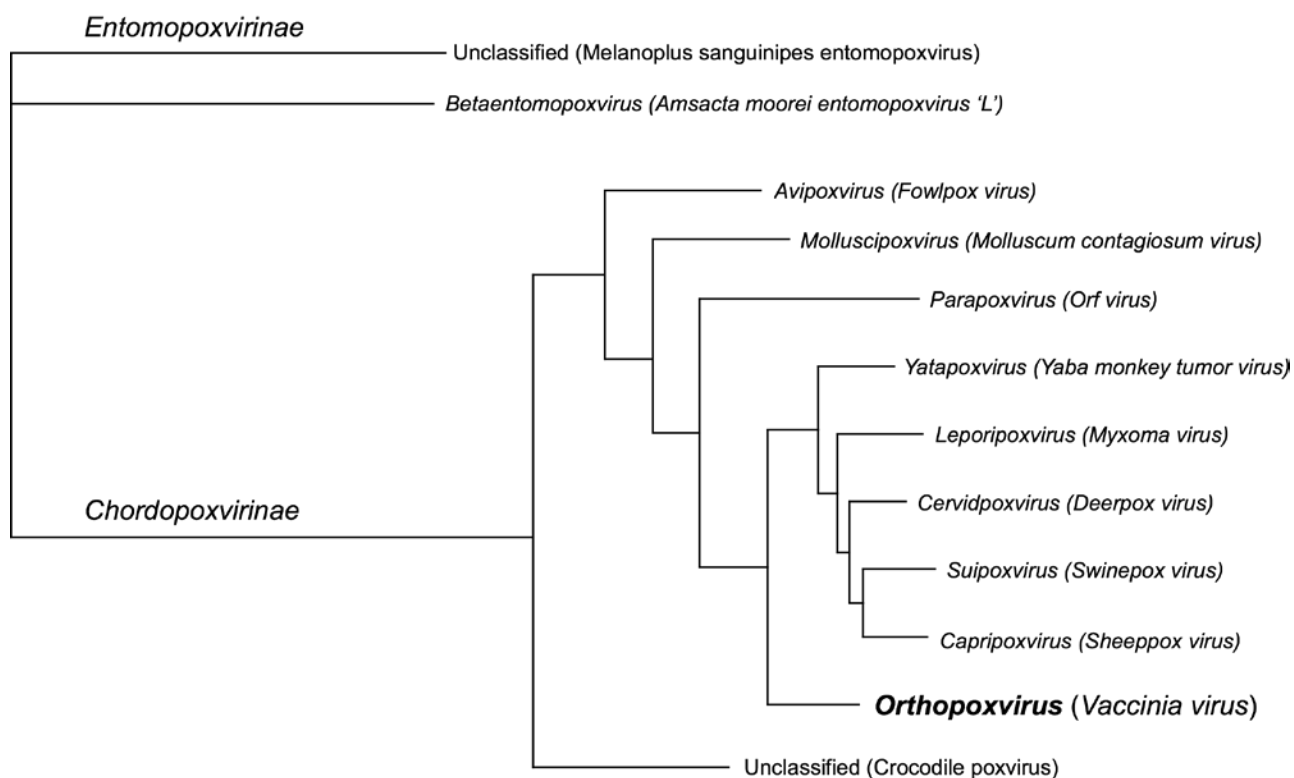 Entomopoxvirinae
Unclassified (Melanoplus sanguinipes entomopoxvirus)
Betaentomopoxvirus (Amsacta moorei entomopoxvirus ‘L’)
Avipoxvirus (Fowlpox virus)
Molluscipoxvirus (Molluscum contagiosum virus)
Parapoxvirus (Orf virus)
Yatapoxvirus (Yaba monkey tumor virus)
Leporipoxvirus (Myxoma virus)
Cervidpoxvirus (Deerpox virus)
Chordopoxvirinae
Suipoxvirus (Swinepox virus)
Capripoxvirus (Sheeppox virus)
Orthopoxvirus (Vaccinia virus)
Unclassified (Crocodile poxvirus)